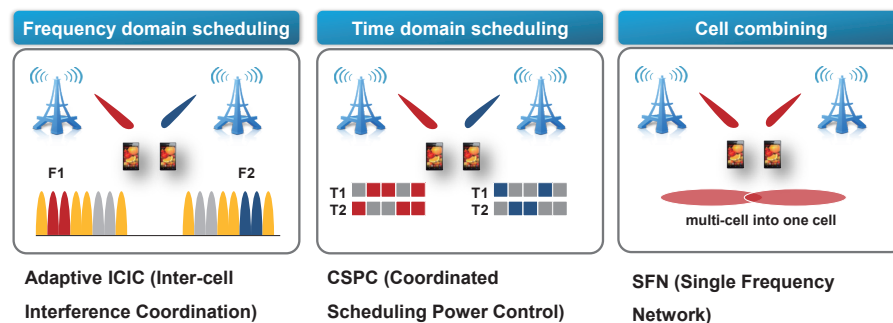 Frequency domain scheduling
F1
F2
Adaptive ICIC (Inter-cell
Interference Coordination)
Time domain scheduling
T1
T2
T1
T2
CSPC (Coordinated
Scheduling Power Control)
Cell combining
multi-cell into one cell
SFN (Single Frequency
Network)